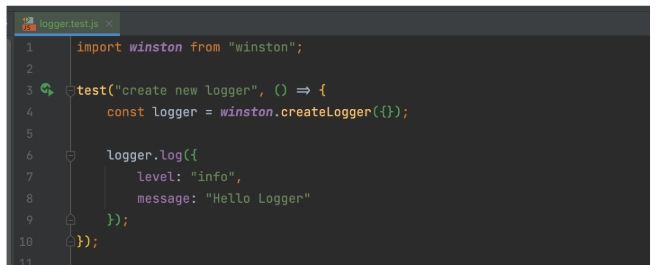 logger.test.js
1 import winston from "winston";
2
3 test("create new logger", () => {
4 const logger = winston.createLogger({});
5
6 logger.log({
7 level: "info",
8 message: "Hello Logger"
9 });
10 });
11